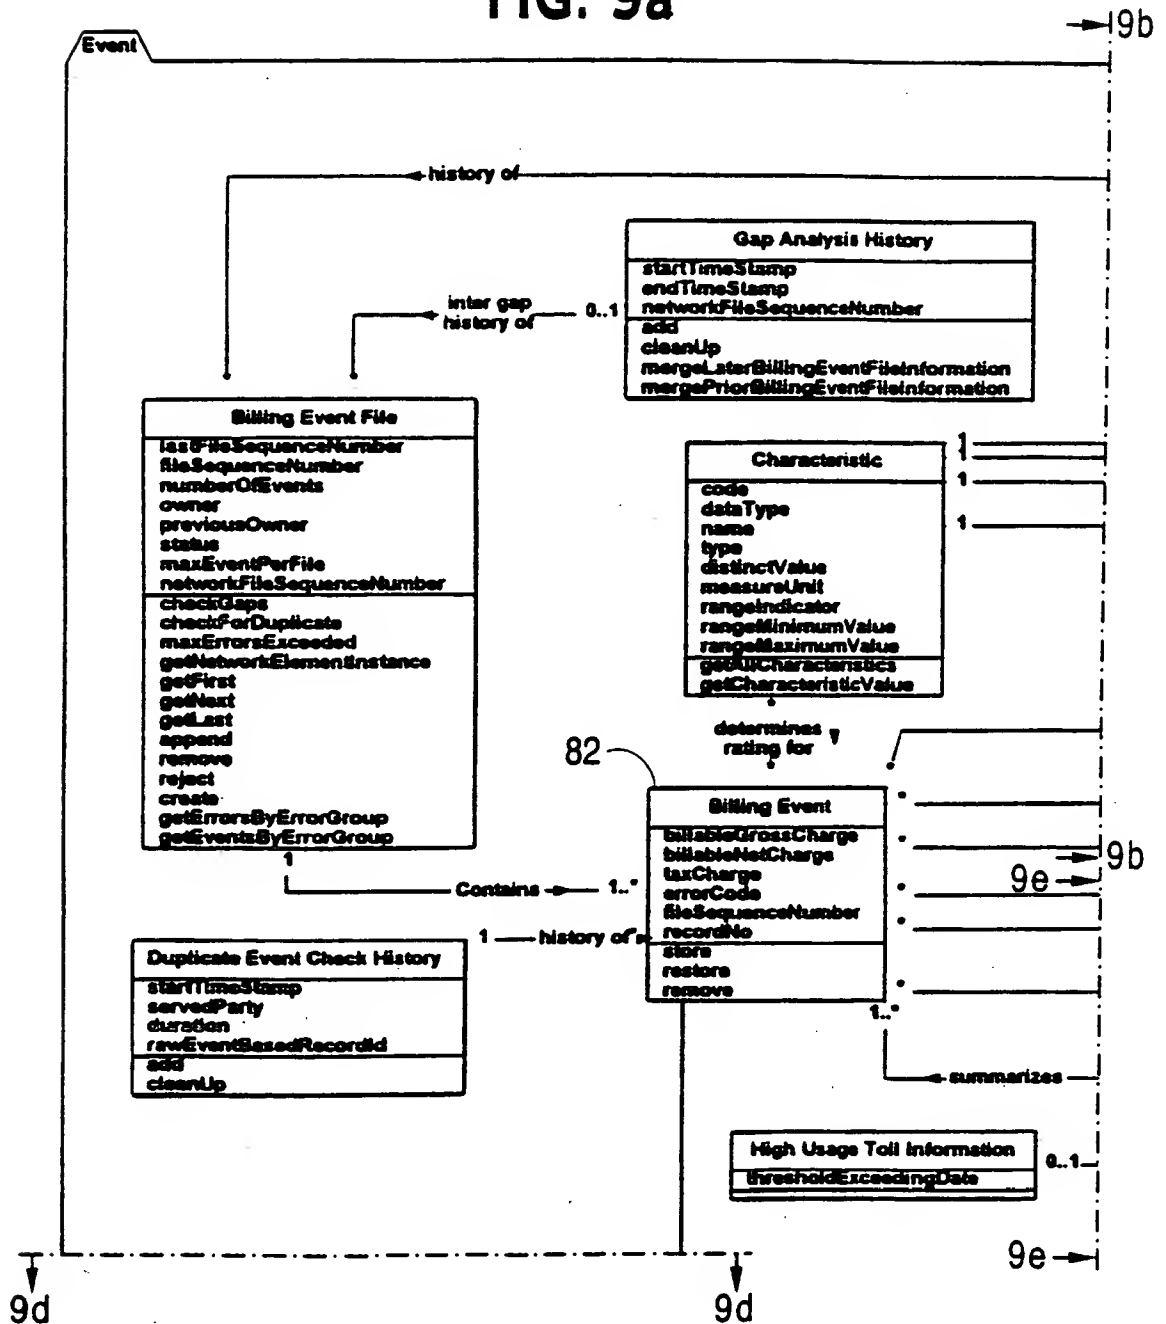 FIG. 9a
9b
Event
history of
Gap Analysis History
startTimeStamp
endTimeStamp
networkFileSequenceNumber
add
cleanUp
mergeLaterBillingEventFileInformation
mergePriorBillingEventFileInformation
inter gap
history of
0..1
*
*
Billing Event File
lastFileSequenceNumber
fileSequenceNumber
numberOfEvents
owner
previousOwner
status
maxEventPerFile
networkFileSequenceNumber
checkGaps
checkForDuplicate
maxErrorsExceeded
getNetworkElementInstance
getFirst
getNext
getLast
append
remove
reject
create
getErrorsByErrorGroup
getEventsByErrorGroup
1
Contains
1..*
Characteristic
code
dataType
name
type
distinctValue
measureUnit
rangeIndicator
rangeMinimumValue
rangeMaximumValue
getAllCharacteristics
getCharacteristicValue
1
1
1
1
*
determines
rating for
*
*
82
Billing Event
billableGrossCharge
billableNetCharge
taxCharge
errorCode
fileSequenceNumber
recordNo
store
restore
remove
*
*
*
*
*
9b
9e
1..*
summarizes
1
history of
Duplicate Event Check History
startTimeStamp
servedParty
duration
rawEventBasedRecordId
add
cleanUp
High Usage Toll Information
thresholdExceedingDate
0..1
9e
9d
9d